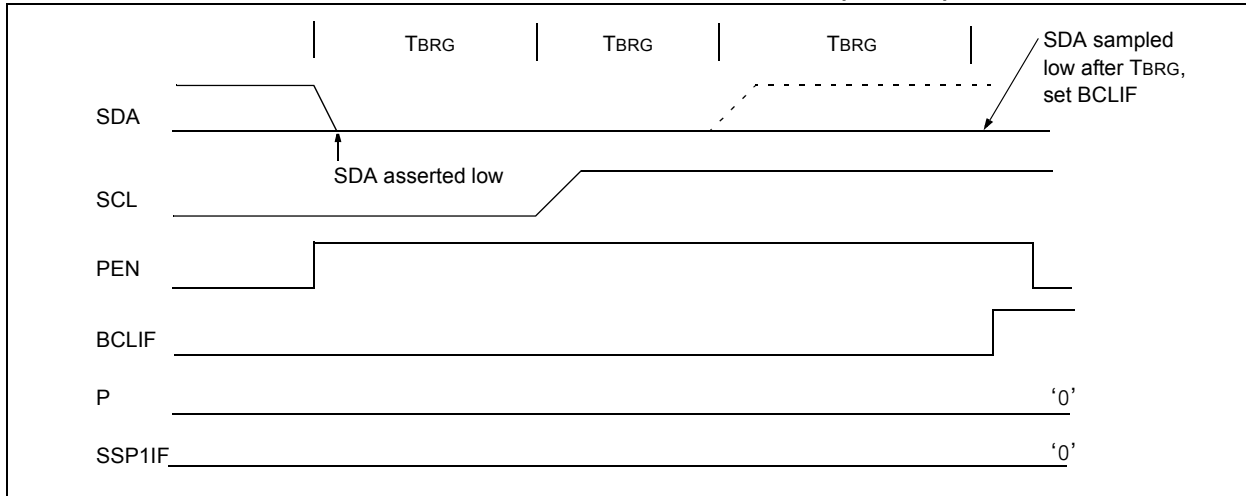 TBRG TBRG TBRG
SDA sampled
low after TBRG,
set BCLIF
SDA
SDA asserted low
SCL
PEN
BCLIF
P
‘0’
SSP1IF
‘0’